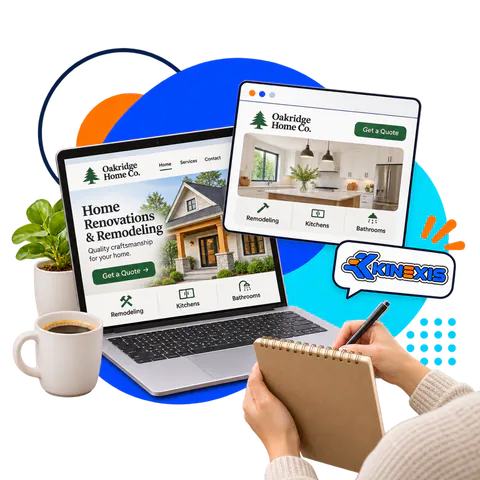 Oakridge
Home Co.
Home Services Contact
Home
Renovations
& Remodeling
Quality craftsmanship
for your home.
Get a Quote →
Remodeling Kitchens Bathrooms
Oakridge
Home Co.
Get a Quote
Remodeling Kitchens Bathrooms
KINEXIS